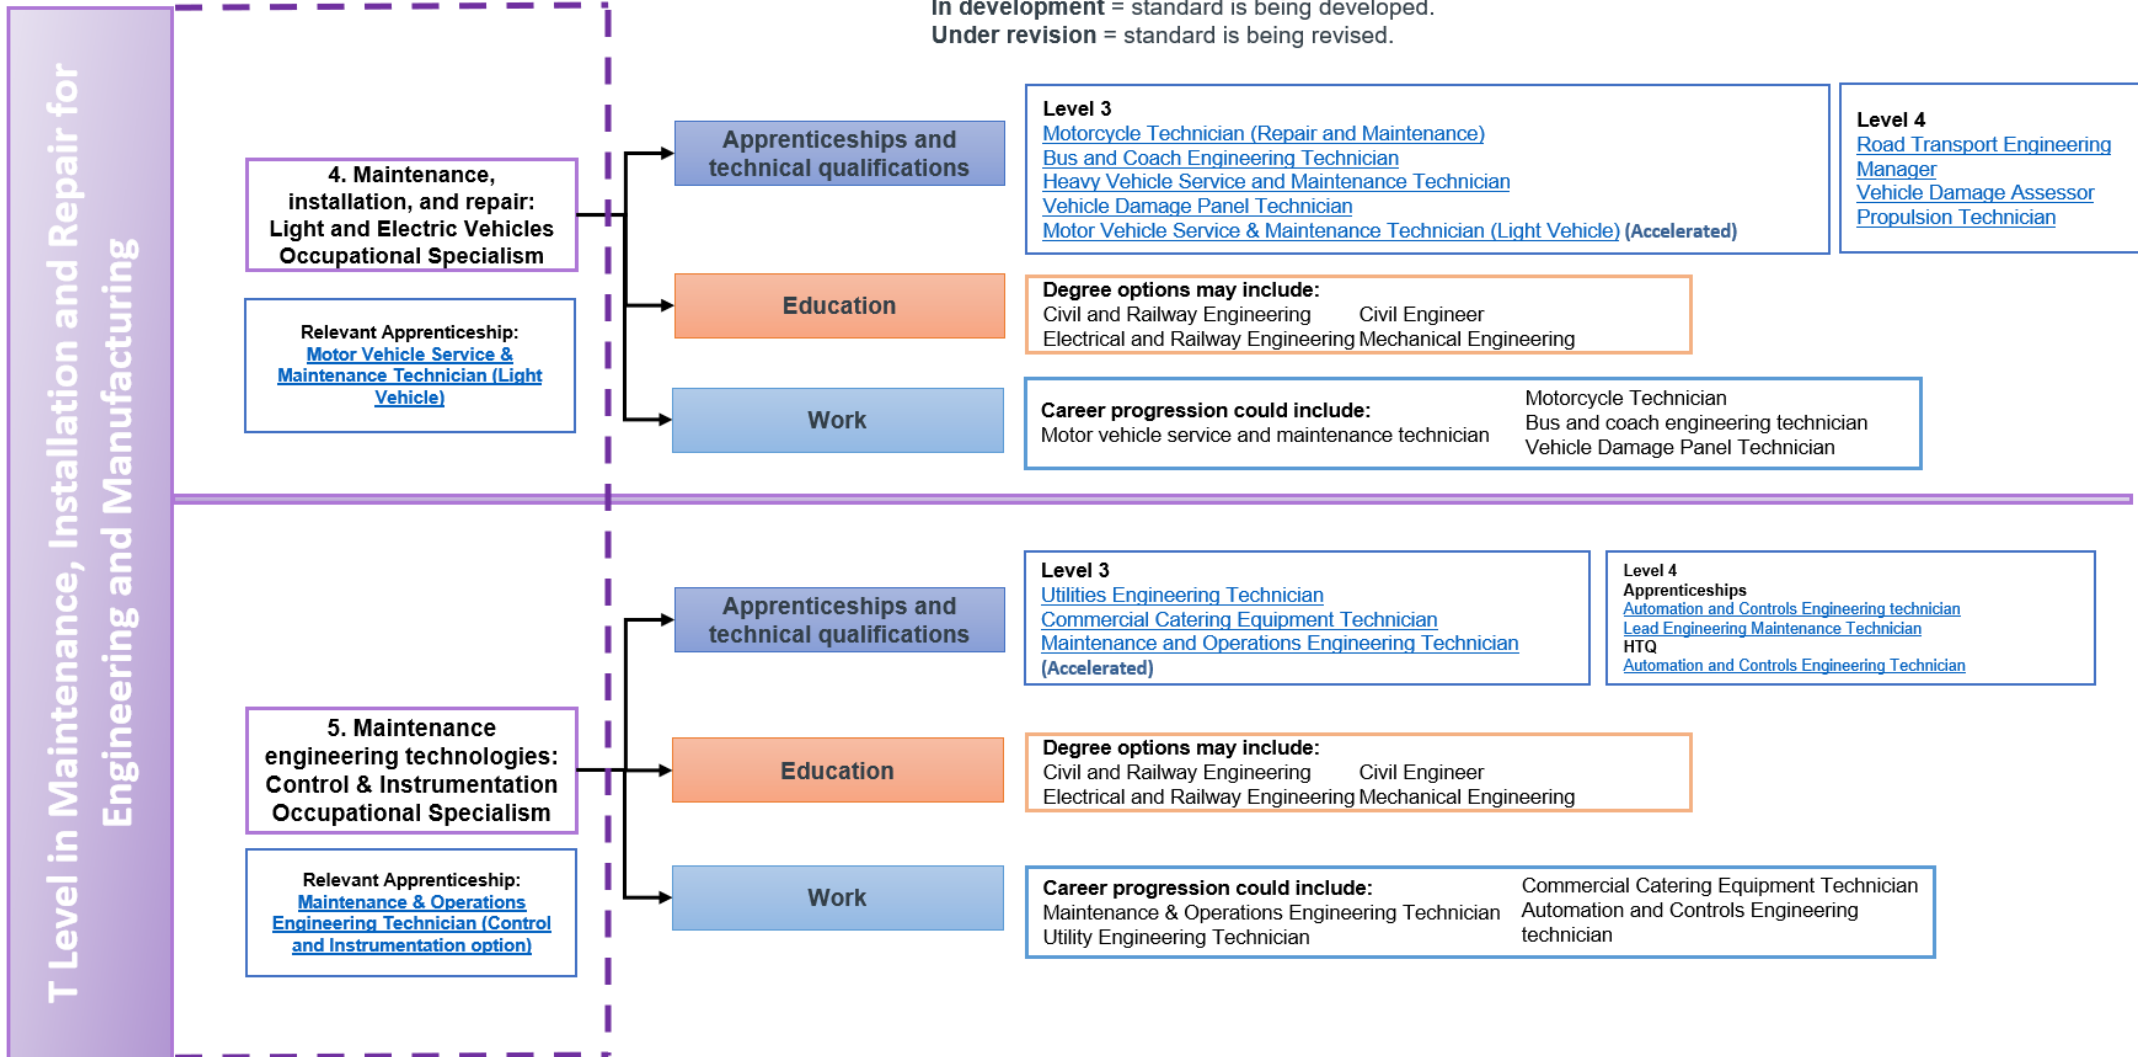 In development = standard is being developed.
Under revision = standard is being revised.
T Level in Maintenance, Installation and Repair for
Engineering and Manufacturing
4. Maintenance,
installation, and repair:
Light and Electric Vehicles
Occupational Specialism
Relevant Apprenticeship:
Motor Vehicle Service &
Maintenance Technician (Light
Vehicle)
Apprenticeships and
technical qualifications
Level 3
Motorcycle Technician (Repair and Maintenance)
Bus and Coach Engineering Technician
Heavy Vehicle Service and Maintenance Technician
Vehicle Damage Panel Technician
Motor Vehicle Service & Maintenance Technician (Light Vehicle) (Accelerated)
Level 4
Road Transport Engineering
Manager
Vehicle Damage Assessor
Propulsion Technician
Education
Degree options may include:
Civil and Railway Engineering Civil Engineer
Electrical and Railway Engineering Mechanical Engineering
Work
Career progression could include:
Motor vehicle service and maintenance technician
Motorcycle Technician
Bus and coach engineering technician
Vehicle Damage Panel Technician
5. Maintenance
engineering technologies:
Control & Instrumentation
Occupational Specialism
Relevant Apprenticeship:
Maintenance & Operations
Engineering Technician (Control
and Instrumentation option)
Apprenticeships and
technical qualifications
Level 3
Utilities Engineering Technician
Commercial Catering Equipment Technician
Maintenance and Operations Engineering Technician
(Accelerated)
Level 4
Apprenticeships
Automation and Controls Engineering technician
Lead Engineering Maintenance Technician
HTQ
Automation and Controls Engineering Technician
Education
Degree options may include:
Civil and Railway Engineering Civil Engineer
Electrical and Railway Engineering Mechanical Engineering
Work
Career progression could include:
Maintenance & Operations Engineering Technician
Utility Engineering Technician
Commercial Catering Equipment Technician
Automation and Controls Engineering
technician